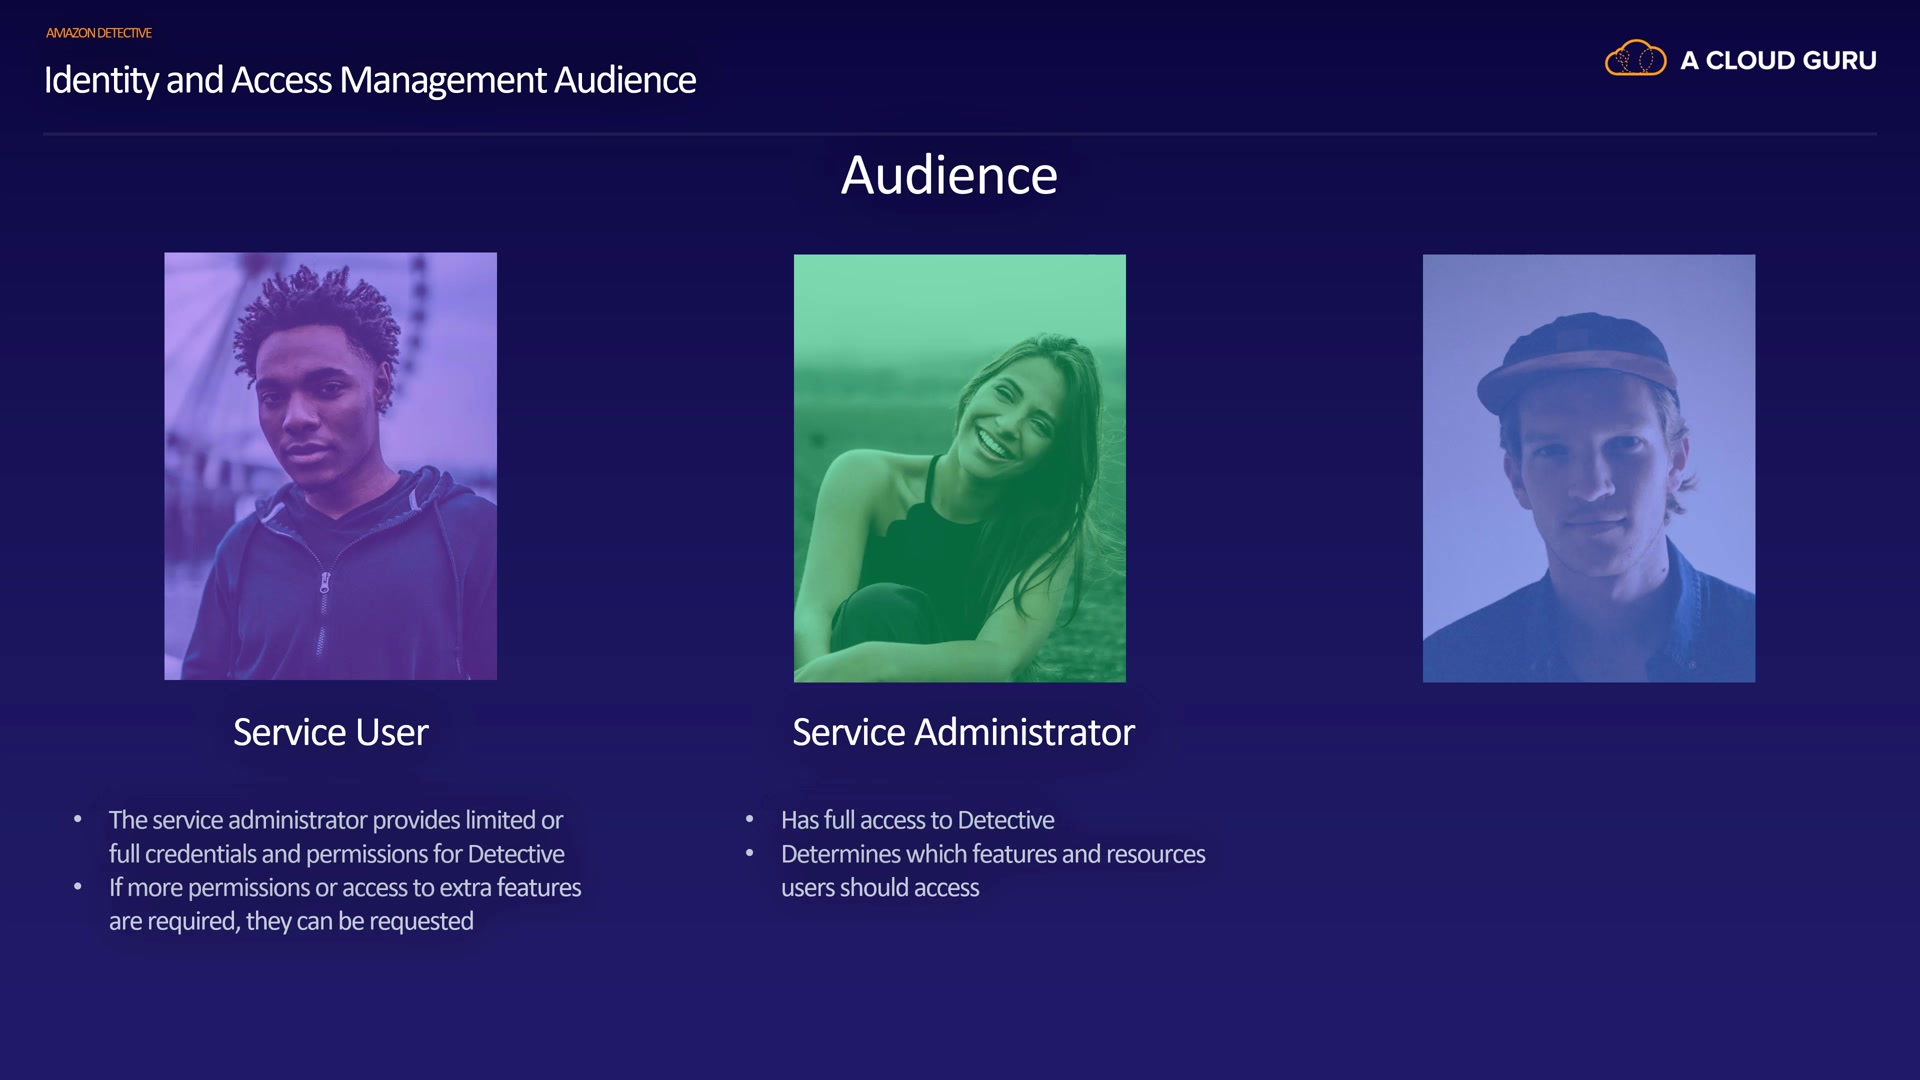 AMAZON DETECTIVE
Identity and Access Management Audience
A CLOUD GURU
Audience
Service User
• The service administrator provides limited or
full credentials and permissions for Detective
• If more permissions or access to extra features
are required, they can be requested
Service Administrator
• Has full access to Detective
• Determines which features and resources
users should access